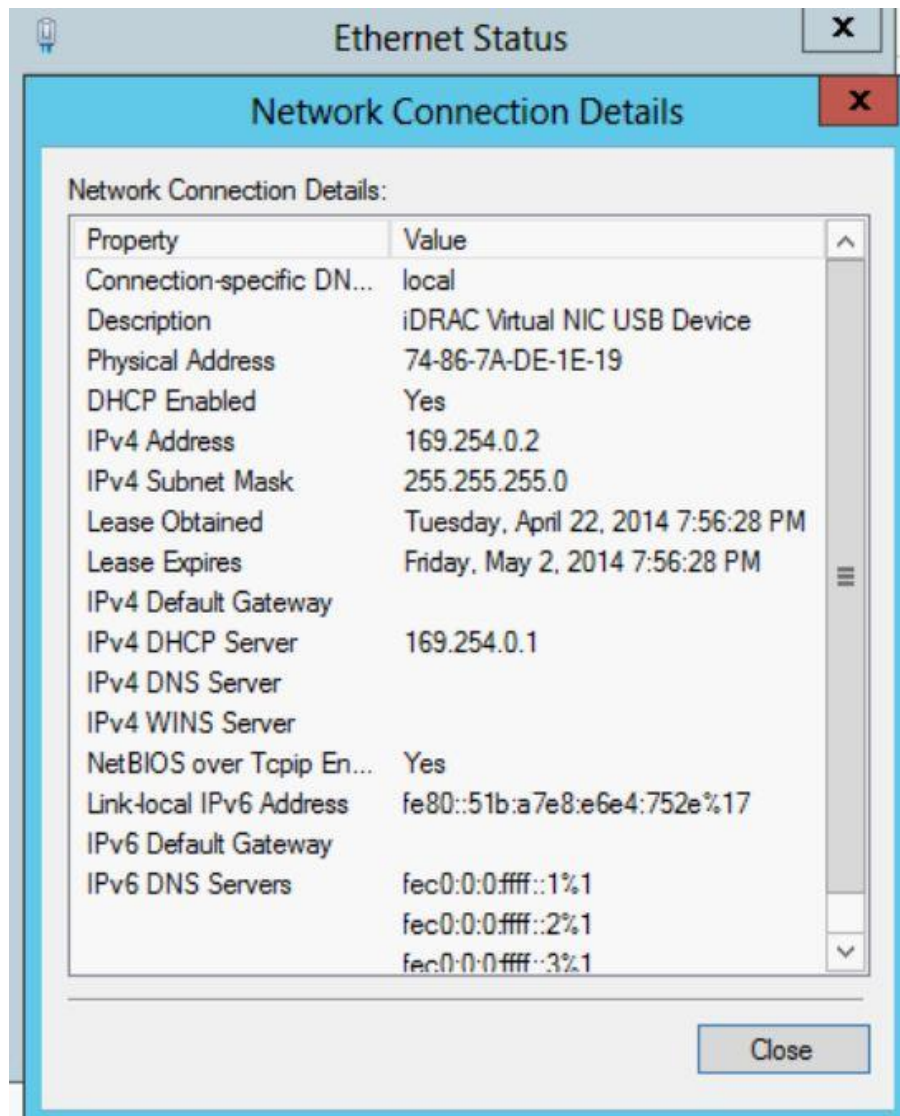 Ethernet Status
x
Network Connection Details
x
Network Connection Details:
Property Value
Connection-specific DN... local
Description iDRAC Virtual NIC USB Device
Physical Address 74-86-7A-DE-1E-19
DHCP Enabled Yes
IPv4 Address 169.254.0.2
IPv4 Subnet Mask 255.255.255.0
Lease Obtained Tuesday, April 22, 2014 7:56:28 PM
Lease Expires Friday, May 2, 2014 7:56:28 PM
IPv4 Default Gateway
IPv4 DHCP Server 169.254.0.1
IPv4 DNS Server
IPv4 WINS Server
NetBIOS over Tcpip En... Yes
Link-local IPv6 Address fe80::51b:a7e8:e6e4:752e%17
IPv6 Default Gateway
IPv6 DNS Servers fec0:0:0:ffff::1%1
fec0:0:0:ffff::2%1
fec0:0:0:ffff::3%1
Close